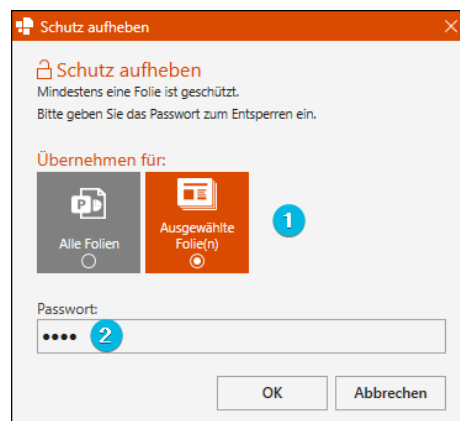 Schutz aufheben
Schutz aufheben
Mindestens eine Folie ist geschützt.
Bitte geben Sie das Passwort zum Entsperren ein.
Übernehmen für:
Alle Folien
Ausgewählte
Folie(n)
1
Passwort:
•••• 2
OK Abbrechen